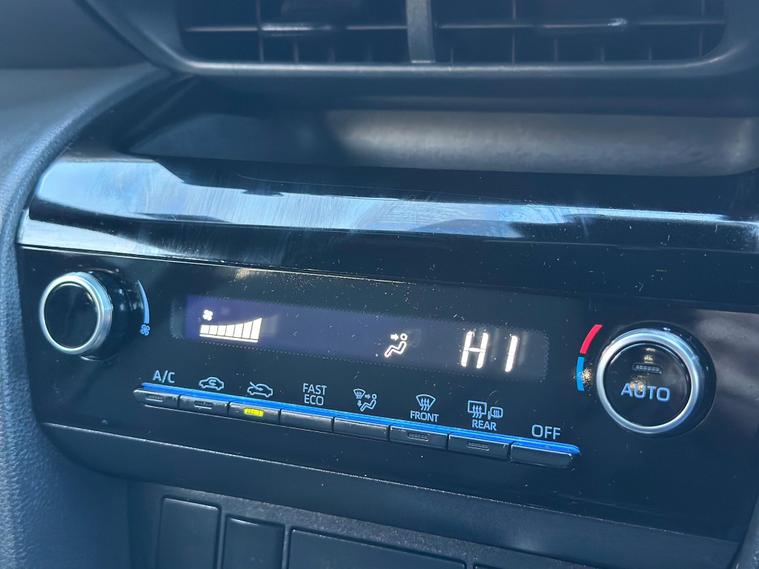 HI
A/C
FAST
ECO
FRONT
REAR
OFF
AUTO